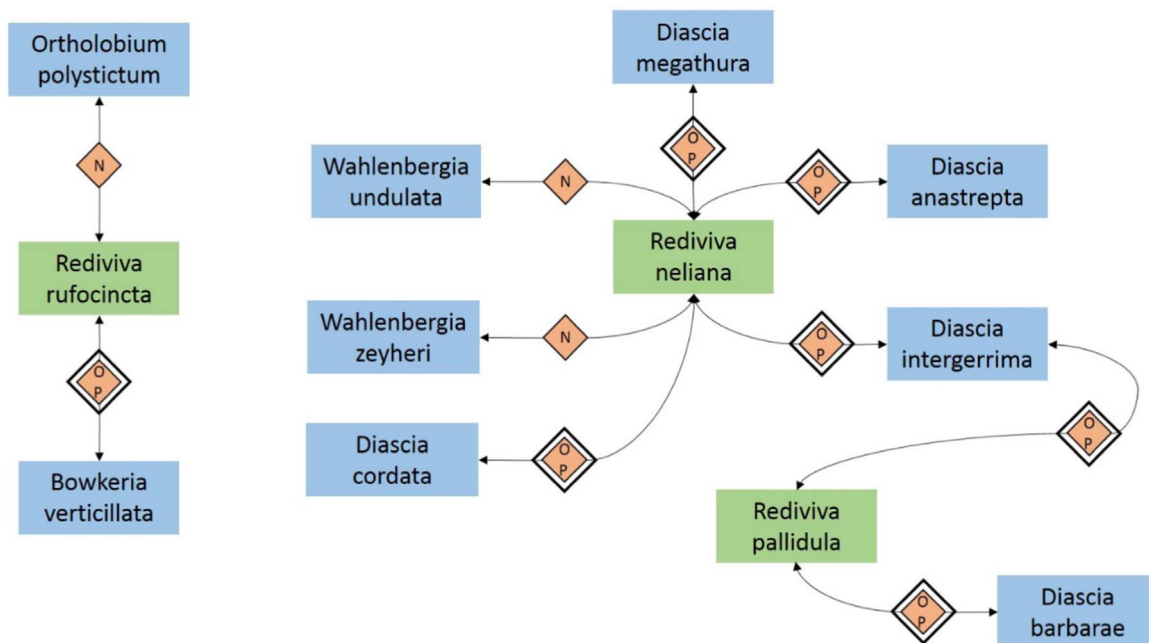 Ortholobium
polystictum
N
Rediviva
rufocincta
O
P
Bowkeria
verticillata
Diascia
megathura
O
P
Wahlenbergia
undulata
N
O
P
Diascia
anastrepta
Rediviva
neliana
Wahlenbergia
zeyheri
N
O
P
Diascia
intergerrima
Diascia
cordata
O
P
O
P
Rediviva
pallidula
O
P
Diascia
barbarae